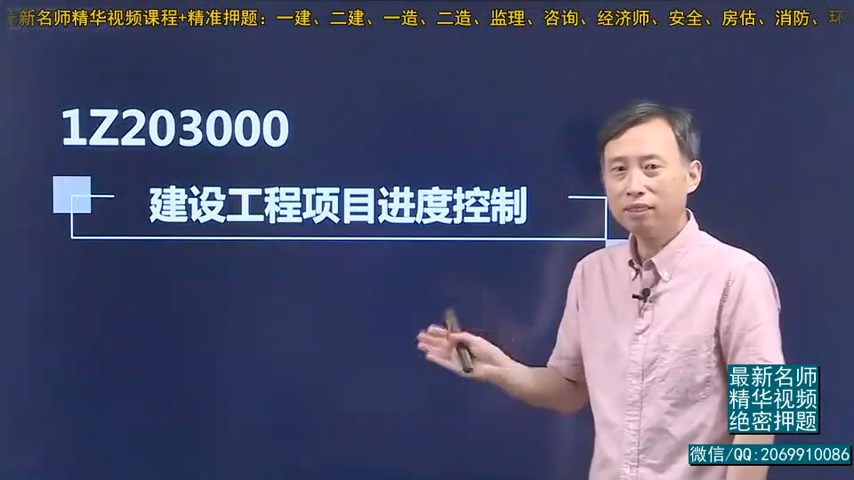 新名师精华视频课程+精准押题：一建、二建、一造、二造、监理、咨询、经济师、安全、房估、消防、环
1Z203000
建设工程项目进度控制
最新名师
精华视频
绝密押题
微信/QQ:2069910086